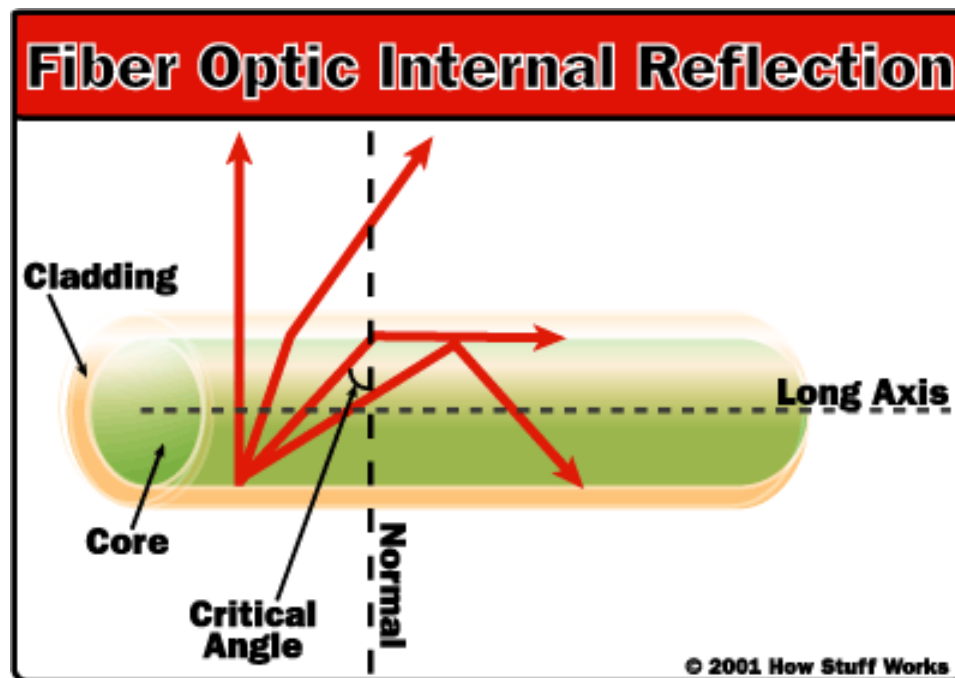 Fiber Optic Internal Reflection
Cladding
Long Axis
Core
Normal
Critical
Angle
© 2001 How Stuff Works